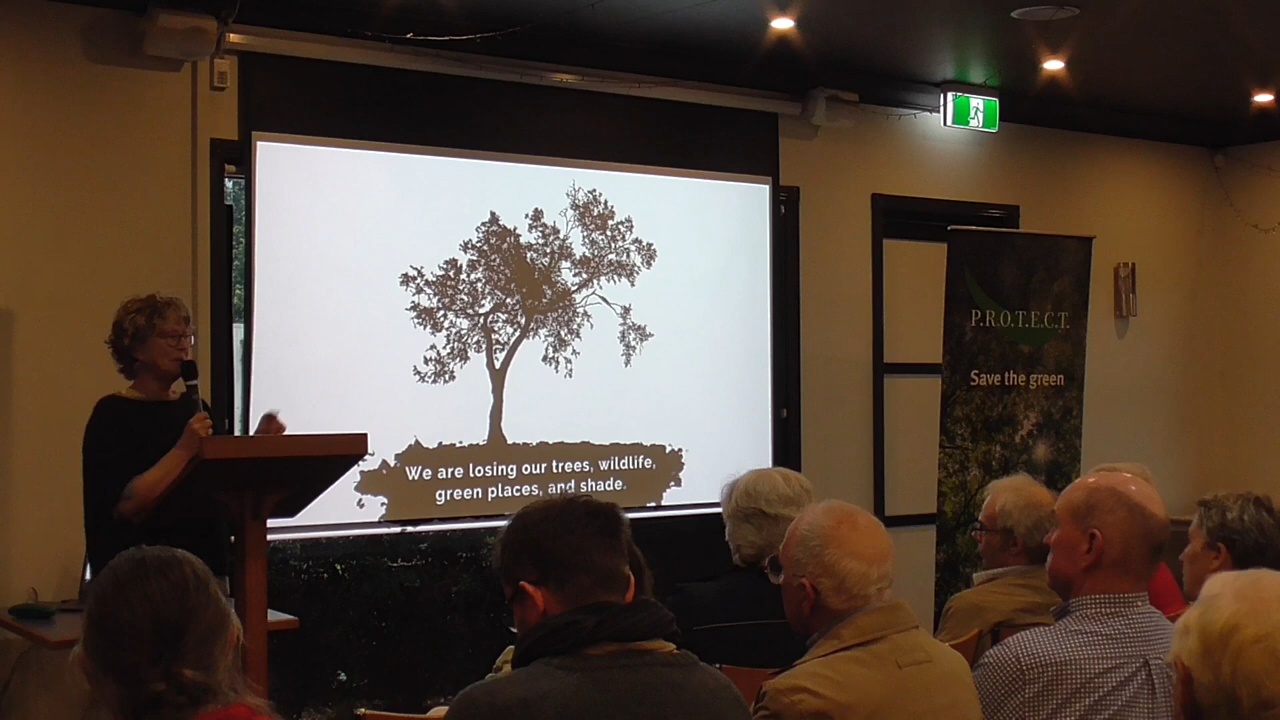 We are losing our trees, wildlife,
green places, and shade.
P.R.O.T.E.C.T.
Save the green